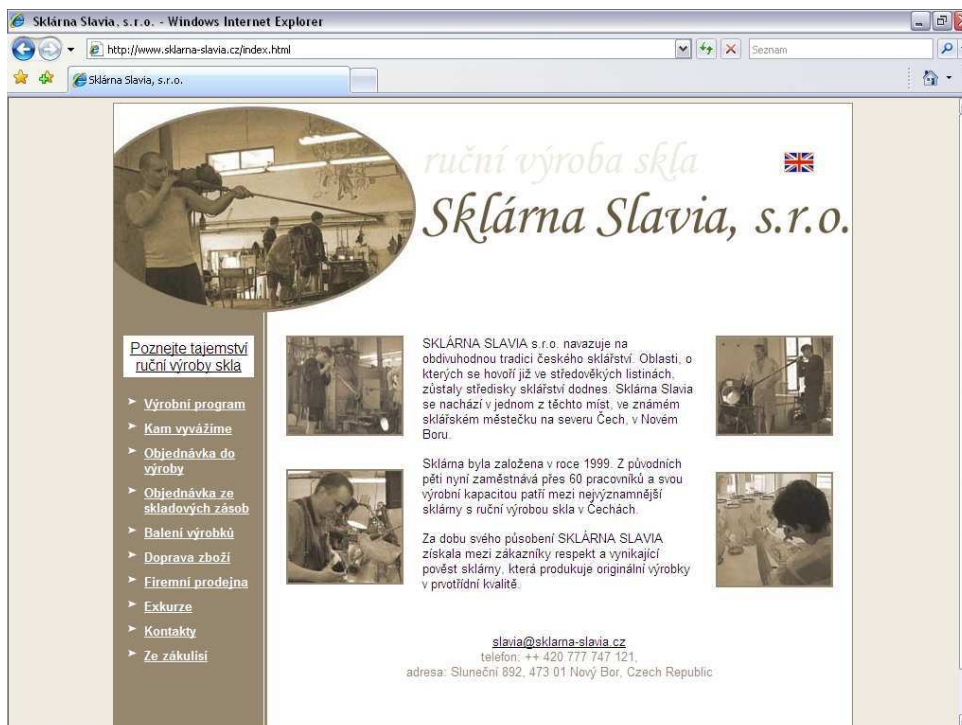 Sklárna Slavia, s.r.o. - Windows Internet Explorer
http://www.sklarna-slavia.cz/index.html
Seznam
Sklárna Slavia, s.r.o.
ruční výroba skla
Sklárna Slavia, s.r.o.
Poznejte tajemství
ruční výroby skla
Výrobní program
Kam vyvážíme
Objednávka do
výroby
Objednávka ze
skladových zásob
Balení výrobků
Doprava zboží
Firemní prodejna
Exkurze
Kontakty
Ze zákulisí
SKLÁRNA SLAVIA s.r.o. navazuje na
obdivuhodnou tradici českého sklářství. Oblasti, o
kterých se hovoří již ve středověkých listinách,
zůstaly středisky sklářství dodnes. Sklárna Slavia
se nachází v jednom z těchto míst, ve známém
sklářském městečku na severu Čech, v Novém
Boru.
Sklárna byla založena v roce 1999. Z původních
pěti nyní zaměstnává přes 60 pracovníků a svou
výrobní kapacitou patří mezi nejvýznamnější
sklárny s ruční výrobou skla v Čechách.
Za dobu svého působení SKLÁRNA SLAVIA
získala mezi zákazníky respekt a vynikající
pověst sklárny, která produkuje originální výrobky
v prvotřídní kvalitě.
slavia@sklarna-slavia.cz
telefon: ++ 420 777 747 121,
adresa: Sluneční 892, 473 01 Nový Bor, Czech Republic